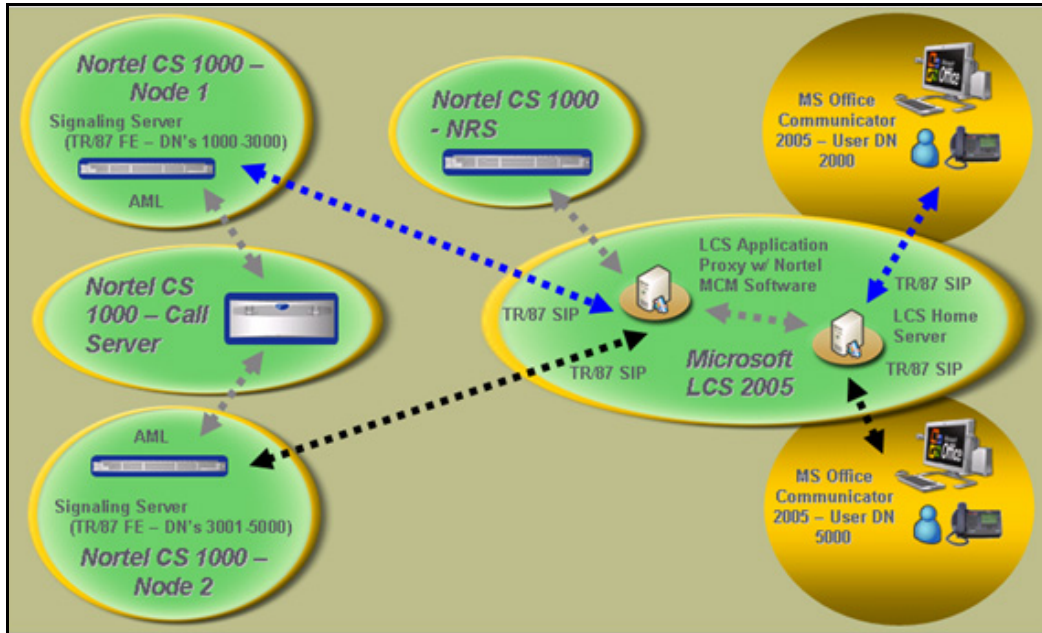 Nortel CS 1000 –
Node 1
Signaling Server
(TR/87 FE – DN's 1000-3000)
AML
Nortel CS
1000 – Call
Server
AML
Signaling Server
(TR/87 FE – DN's 3001-5000)
Nortel CS 1000 –
Node 2
Nortel CS 1000
- NRS
LCS Application
Proxy w/ Nortel
MCM Software
TR/87 SIP
TR/87 SIP
Microsoft
LCS 2005
TR/87 SIP
LCS Home
Server
TR/87 SIP
MS Office
Communicator
2005 – User DN
2000
Office
MS Office
Communicator
2005 – User DN
5000
Office